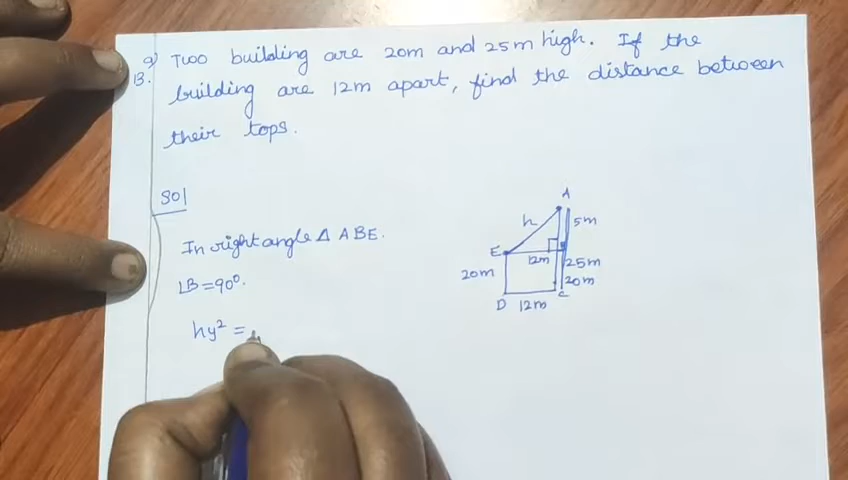 a) Two building are 20m and 25m high. If the
13. building are 12m apart, find the distance between
their tops.
Sol
In right angle Δ ABE.
∠B=90°.
hy² =
A
h
5m
E
12m
25m
20m
20m
D
12m
C